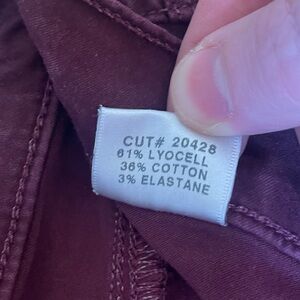 CUT# 20428
61% LYOCELL
36% COTTON
3% ELASTANE